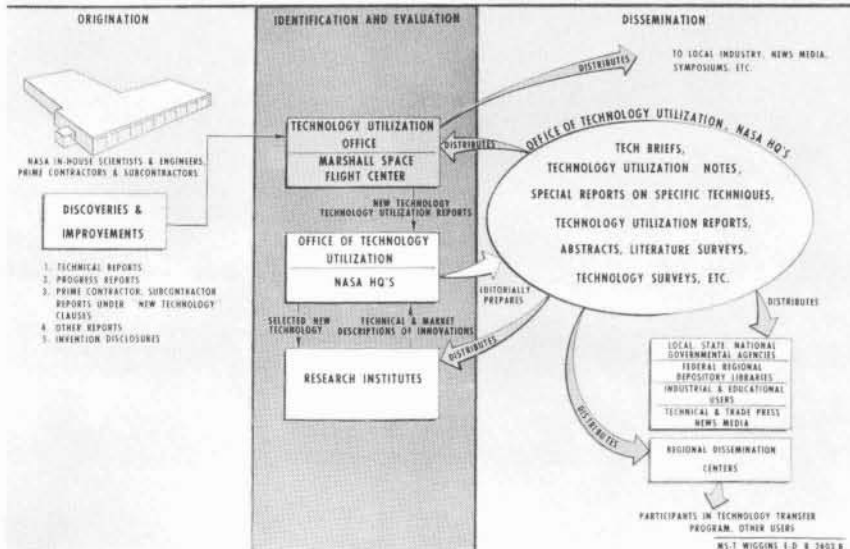 ORIGINATION
IDENTIFICATION AND EVALUATION
DISSEMINATION
NASA IN-HOUSE SCIENTISTS & ENGINEERS,
PRIME CONTRACTORS & SUBCONTRACTORS
DISCOVERIES &
IMPROVEMENTS
1. TECHNICAL REPORTS
2. PROGRESS REPORTS
3. PRIME CONTRACTOR, SUBCONTRACTOR
REPORTS UNDER NEW TECHNOLOGY
CLAUSES
4. OTHER REPORTS
5. INVENTION DISCLOSURES
TECHNOLOGY UTILIZATION
OFFICE
MARSHALL SPACE
FLIGHT CENTER
NEW TECHNOLOGY
TECHNOLOGY UTILIZATION REPORTS
OFFICE OF TECHNOLOGY
UTILIZATION
NASA HQ'S
SELECTED NEW
TECHNOLOGY
TECHNICAL & MARKET
DESCRIPTIONS OF INNOVATIONS
RESEARCH INSTITUTES
DISTRIBUTES
TO LOCAL INDUSTRY, NEWS MEDIA,
SYMPOSIUMS, ETC.
OFFICE OF TECHNOLOGY UTILIZATION, NASA HQ'S
DISTRIBUTES
TECH BRIEFS,
TECHNOLOGY UTILIZATION NOTES,
SPECIAL REPORTS ON SPECIFIC TECHNIQUES,
TECHNOLOGY UTILIZATION REPORTS,
ABSTRACTS, LITERATURE SURVEYS,
TECHNOLOGY SURVEYS, ETC.
EDITORIALLY
PREPARES
DISTRIBUTES
DISTRIBUTES
LOCAL, STATE, NATIONAL
GOVERNMENTAL AGENCIES
FEDERAL REGIONAL
DEPOSITORY LIBRARIES
INDUSTRIAL & EDUCATIONAL
USERS
TECHNICAL & TRADE PRESS
NEWS MEDIA
DISTRIBUTES
REGIONAL DISSEMINATION
CENTERS
PARTICIPANTS IN TECHNOLOGY TRANSFER
PROGRAM, OTHER USERS
MS-T WIGGINS